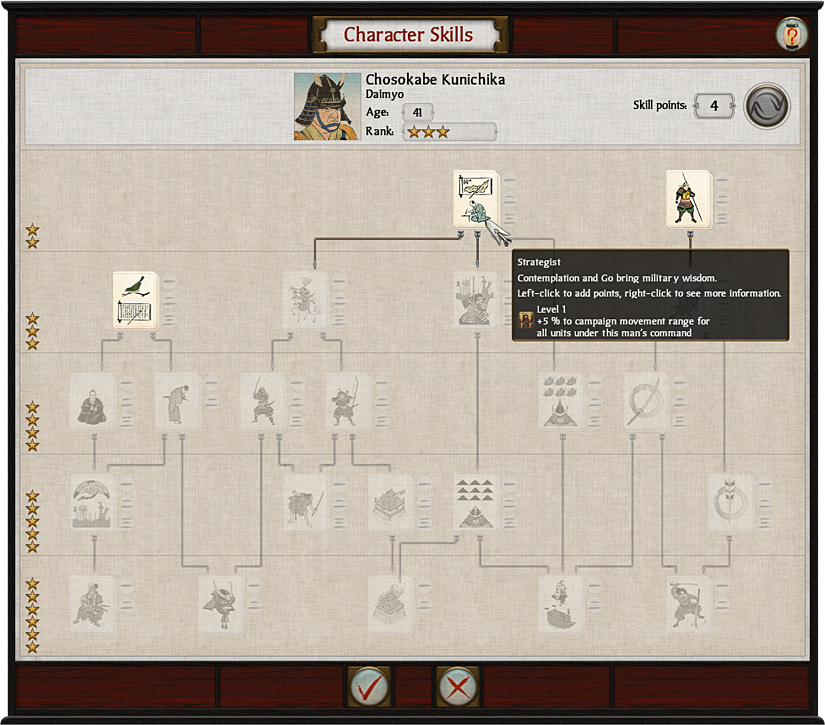 Character Skills
?
Chosokabe Kunichika
Daimyo
Age: 41
Rank:
Skill points: 4
Strategist
Contemplation and Go bring military wisdom.
Left-click to add points, right-click to see more information.
Level 1
+5 % to campaign movement range for
all units under this man's command